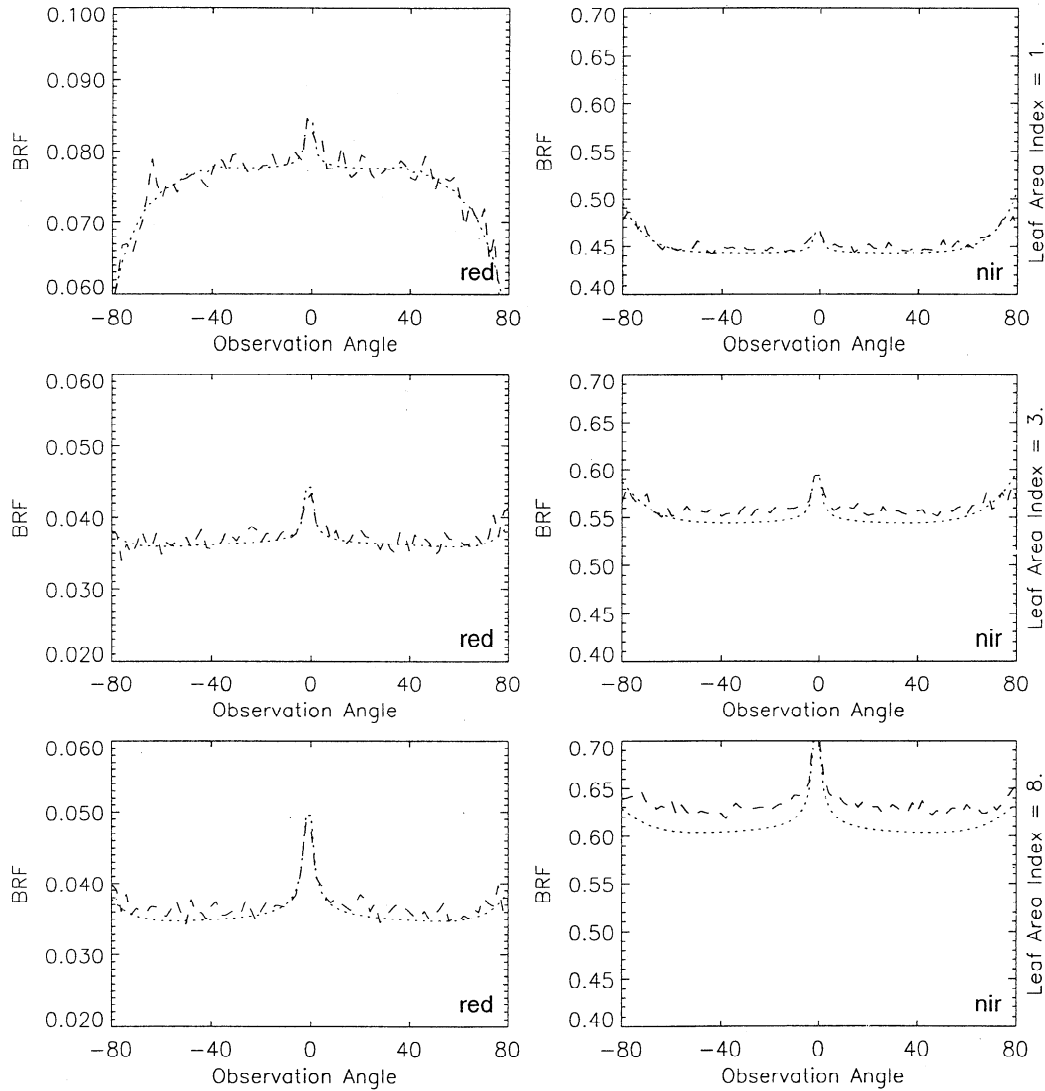 0.100
0.090
0.080
0.070
0.060
BRF
red
-80 -40 0 40 80
Observation Angle
0.70
0.65
0.60
0.55
0.50
0.45
0.40
BRF
nir
-80 -40 0 40 80
Observation Angle
Leaf Area Index = 1.
0.060
0.050
0.040
0.030
0.020
BRF
red
-80 -40 0 40 80
Observation Angle
0.70
0.65
0.60
0.55
0.50
0.45
0.40
BRF
nir
-80 -40 0 40 80
Observation Angle
Leaf Area Index = 3.
0.060
0.050
0.040
0.030
0.020
BRF
red
-80 -40 0 40 80
Observation Angle
0.70
0.65
0.60
0.55
0.50
0.45
0.40
BRF
nir
-80 -40 0 40 80
Observation Angle
Leaf Area Index = 8.